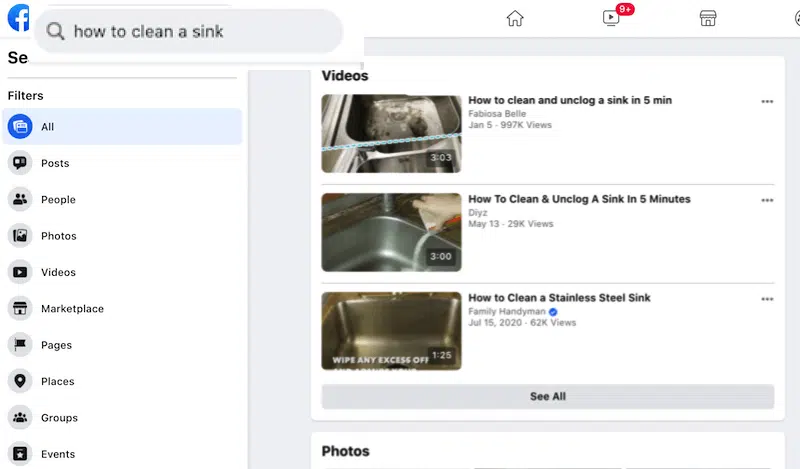 how to clean a sink
9+
Se
Filters
All
Posts
People
Photos
Videos
Marketplace
Pages
Places
Groups
Events
Videos
How to clean and unclog a sink in 5 min
Fabiosa Belle
Jan 5 · 997K Views
3:03
How To Clean & Unclog A Sink In 5 Minutes
Diyz
May 13 · 29K Views
3:00
How to Clean a Stainless Steel Sink
Family Handyman
Jul 15, 2020 · 62K Views
WIPE ANY EXCESS OFF
1:25
See All
Photos